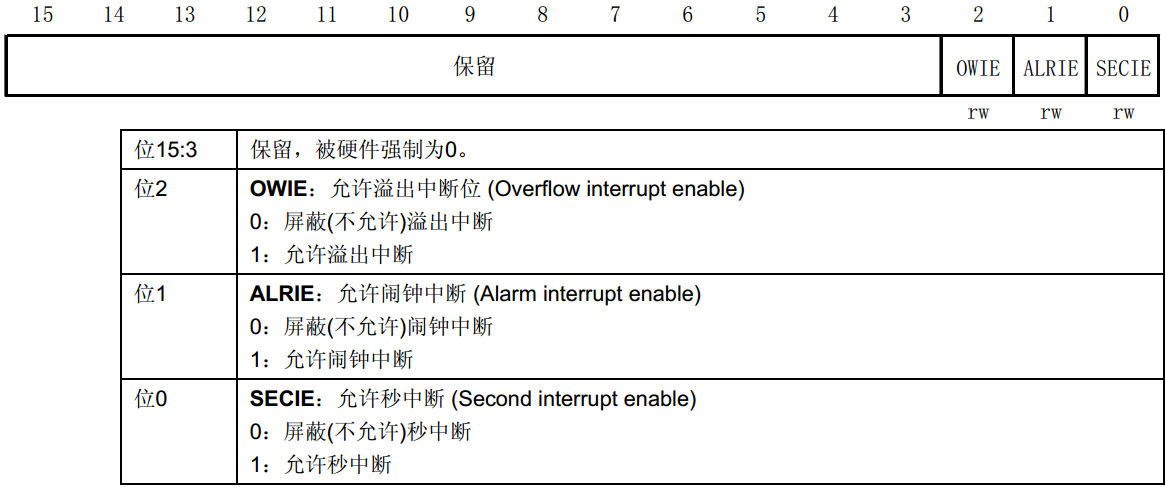 15 14 13 12 11 10 9 8 7 6 5 4 3 2 1 0
保留 OWIE ALRIE SECIE
rw rw rw
位15:3 保留，被硬件强制为0。
位2 OWIE：允许溢出中断位 (Overflow interrupt enable)
0：屏蔽(不允许)溢出中断
1：允许溢出中断
位1 ALRIE：允许闹钟中断 (Alarm interrupt enable)
0：屏蔽(不允许)闹钟中断
1：允许闹钟中断
位0 SECIE：允许秒中断 (Second interrupt enable)
0：屏蔽(不允许)秒中断
1：允许秒中断